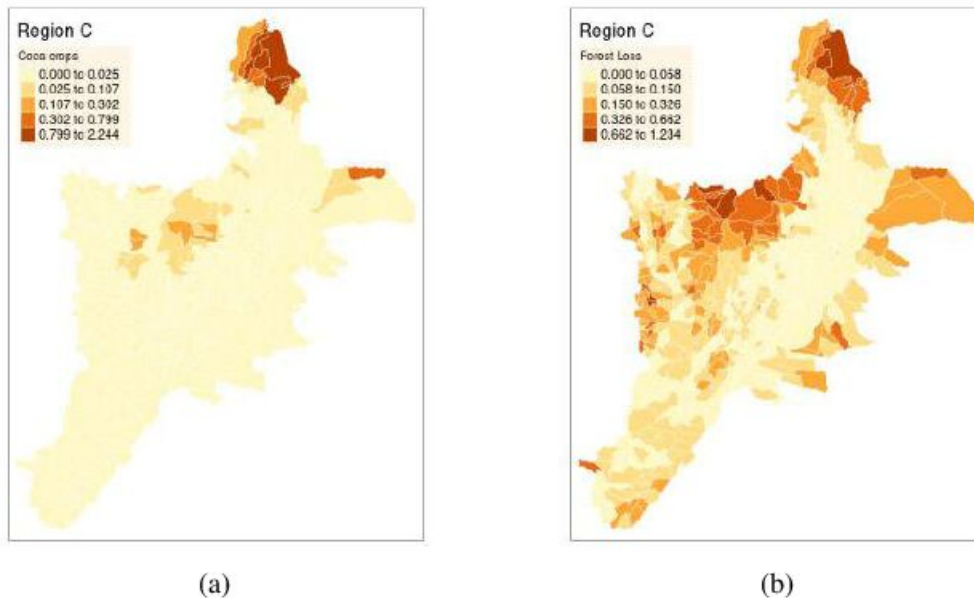 Region C
Coca crops
0.000 to 0.025
0.025 to 0.107
0.107 to 0.302
0.302 to 0.799
0.799 to 2.244
Region C
Forest Loss
0.000 to 0.058
0.058 to 0.150
0.150 to 0.326
0.326 to 0.662
0.662 to 1.234
(a)
(b)